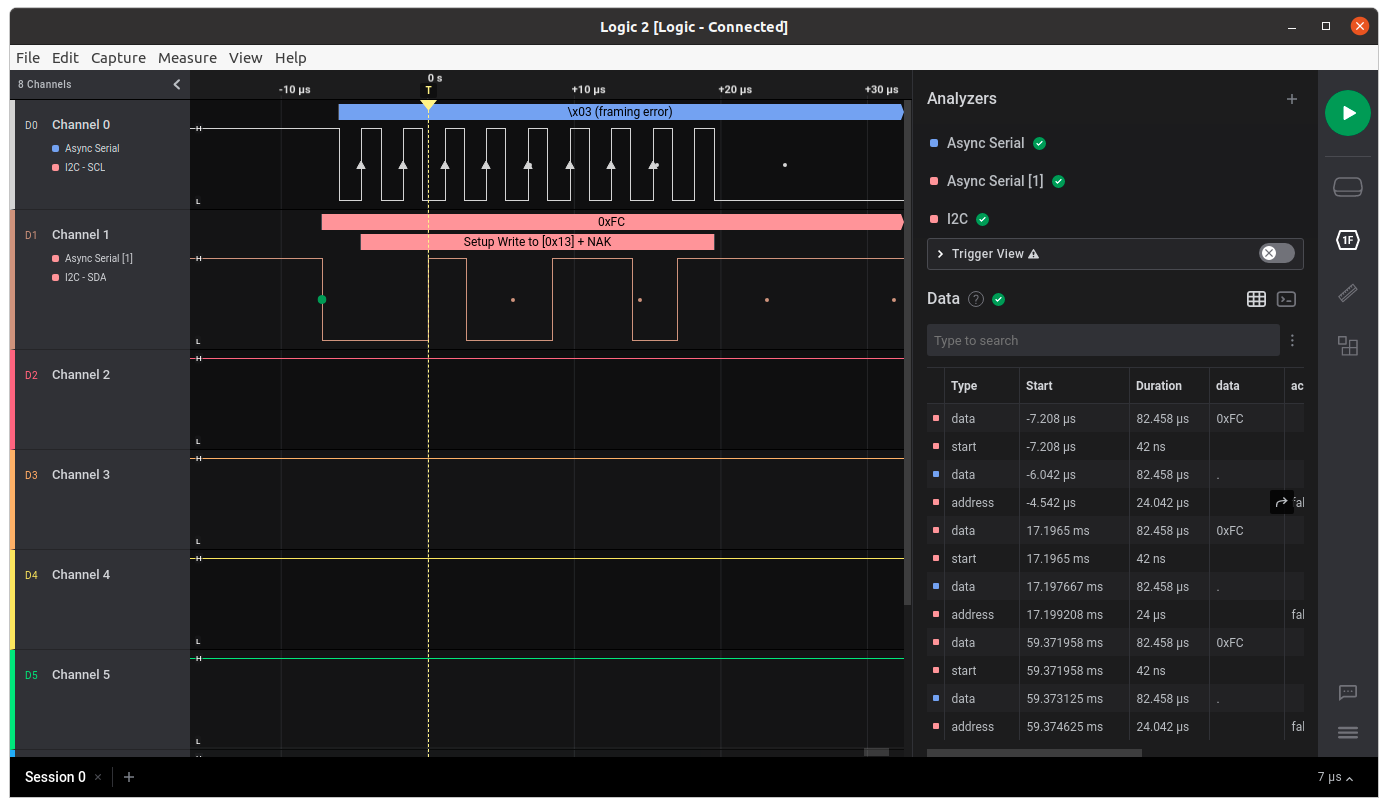 Logic 2 [Logic - Connected]
File Edit Capture Measure View Help
8 Channels
0 s
-10 µs T +10 µs +20 µs +30 µs
D0 Channel 0
Async Serial
I2C - SCL
H
L
\x03 (framing error)
D1 Channel 1
Async Serial [1]
I2C - SDA
0xFC
Setup Write to [0x13] + NAK
H
L
D2 Channel 2
H
L
D3 Channel 3
H
L
D4 Channel 4
H
L
D5 Channel 5
H
L
Analyzers +
Async Serial
Async Serial [1]
I2C
Trigger View
Data ?
Type to search
Type Start Duration data ac
data -7.208 µs 82.458 µs 0xFC
start -7.208 µs 42 ns
data -6.042 µs 82.458 µs .
address -4.542 µs 24.042 µs fal
data 17.1965 ms 82.458 µs 0xFC
start 17.1965 ms 42 ns
data 17.197667 ms 82.458 µs .
address 17.199208 ms 24 µs fal
data 59.371958 ms 82.458 µs 0xFC
start 59.371958 ms 42 ns
data 59.373125 ms 82.458 µs .
address 59.374625 ms 24.042 µs fal
1F
Session 0 × +
7 µs